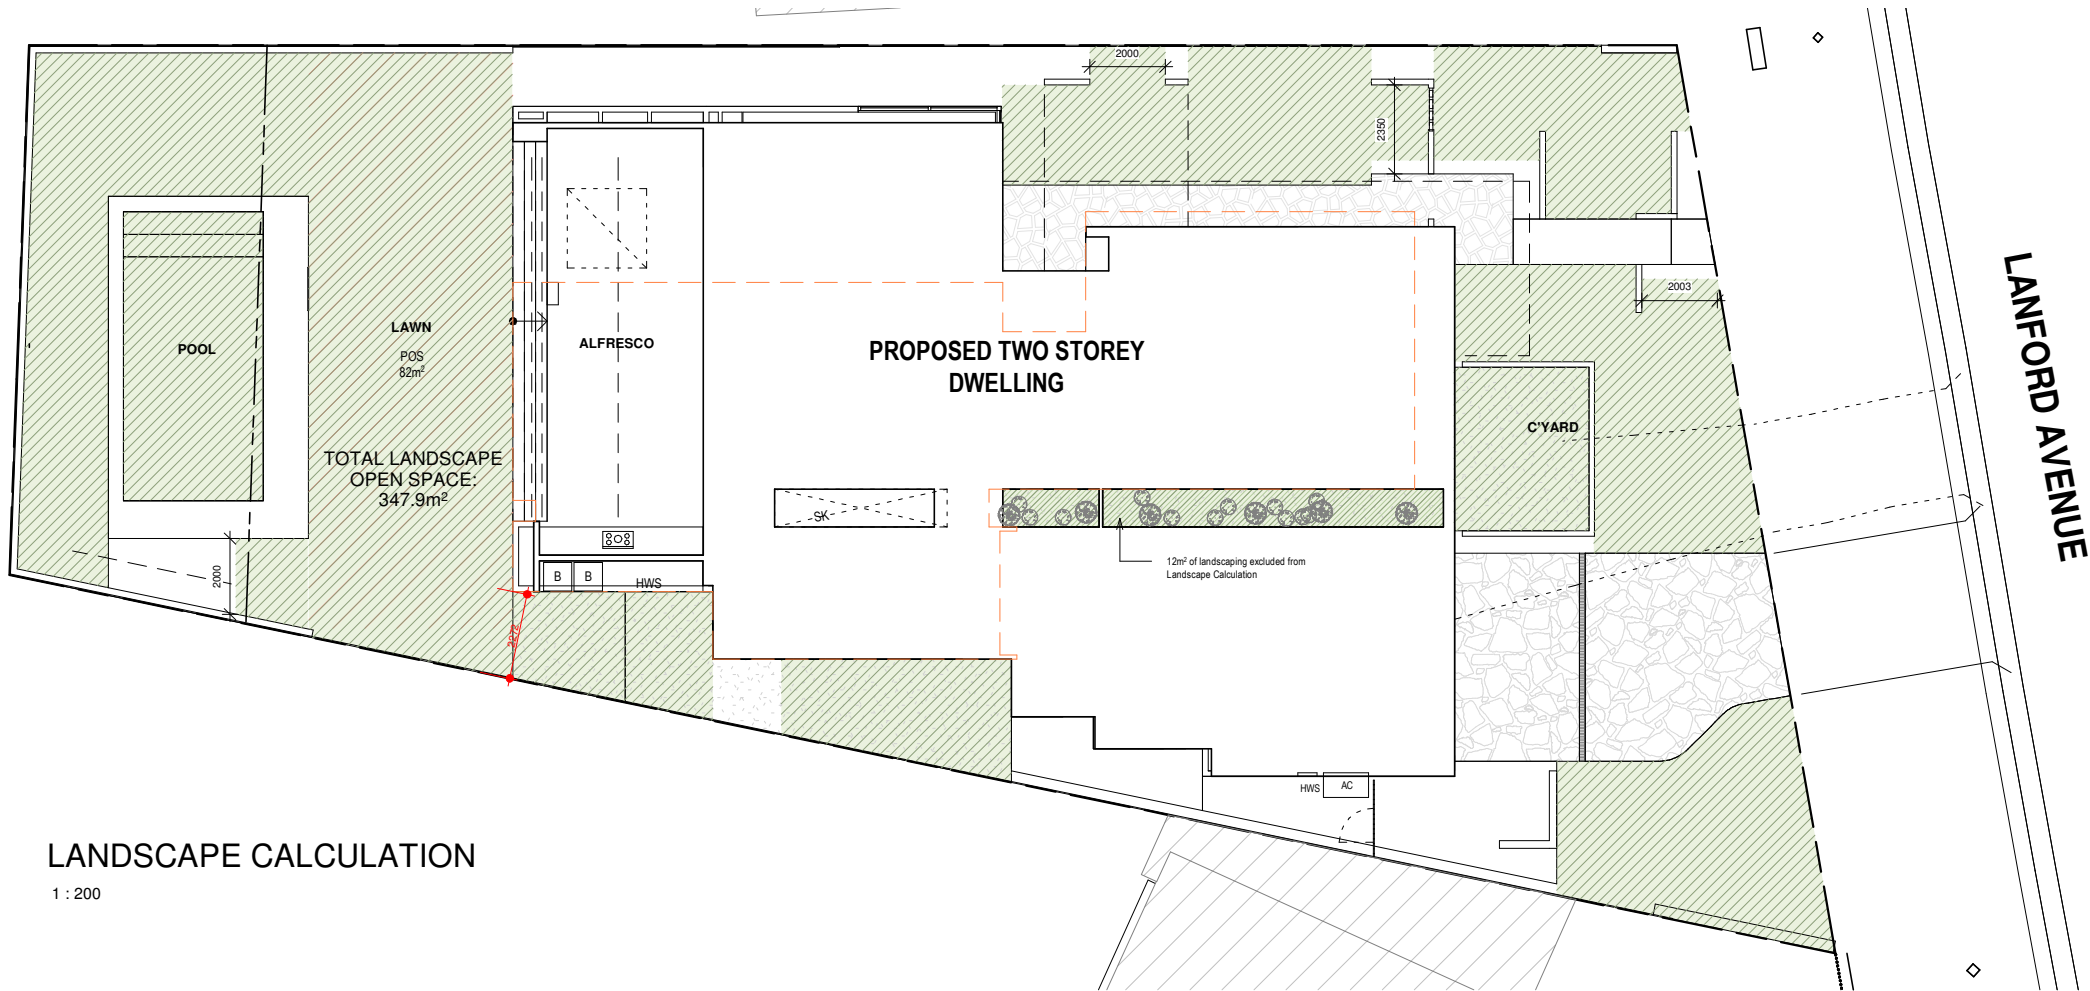 2000
2350
LANFORD AVENUE
2003
LAWN
POS
82m²
POOL
ALFRESCO
PROPOSED TWO STOREY
DWELLING
C'YARD
TOTAL LANDSCAPE
OPEN SPACE:
347.9m²
SK
12m² of landscaping excluded from
Landscape Calculation
2000
B
B
HWS
3272
HWS
AC
LANDSCAPE CALCULATION
1 : 200